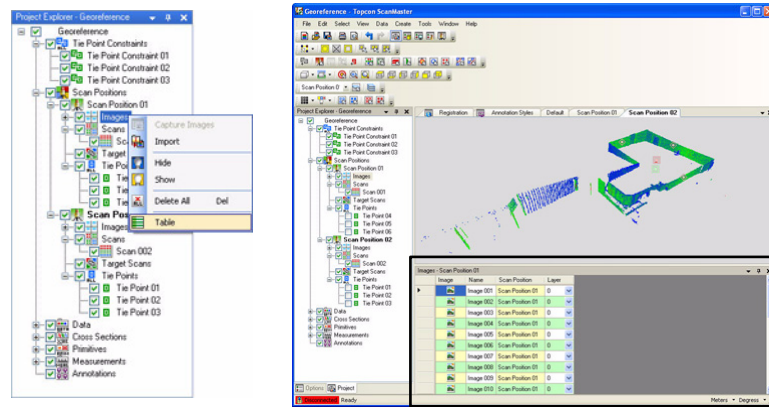 Project Explorer - Georeference
Georeference
Tie Point Constraints
Tie Point Constraint 01
Tie Point Constraint 02
Tie Point Constraint 03
Scan Positions
Scan Position 01
Images
Scans
Sc
Target
Tie Poi
Tie
Tie
Tie
Scan Pos
Images
Scans
Scan 002
Target Scans
Tie Points
Tie Point 01
Tie Point 02
Tie Point 03
Data
Cross Sections
Primitives
Measurements
Annotations
Capture Images
Import
Hide
Show
Delete All Del
Table
Georeference - Topcon ScanMaster
File Edit Select View Data Create Tools Window Help
Scan Position 0
Project Explorer - Georeference
Georeference
Tie Point Constraints
Tie Point Constraint 01
Tie Point Constraint 02
Tie Point Constraint 03
Scan Positions
Scan Position 01
Images
Scans
Scan 001
Target Scans
Tie Points
Tie Point 04
Tie Point 05
Tie Point 06
Scan Position 02
Images
Scans
Scan 002
Target Scans
Tie Points
Tie Point 01
Tie Point 02
Tie Point 03
Data
Cross Sections
Primitives
Measurements
Annotations
Options Project
Disconnected Ready
Registration Annotation Styles Default Scan Position 01 Scan Position 02
Images - Scan Position 01
Image Name Scan Position Layer
Image 001 Scan Position 01 0
Image 002 Scan Position 01 0
Image 003 Scan Position 01 0
Image 004 Scan Position 01 0
Image 005 Scan Position 01 0
Image 006 Scan Position 01 0
Image 007 Scan Position 01 0
Image 008 Scan Position 01 0
Image 009 Scan Position 01 0
Image 010 Scan Position 01 0
Meters Degrees